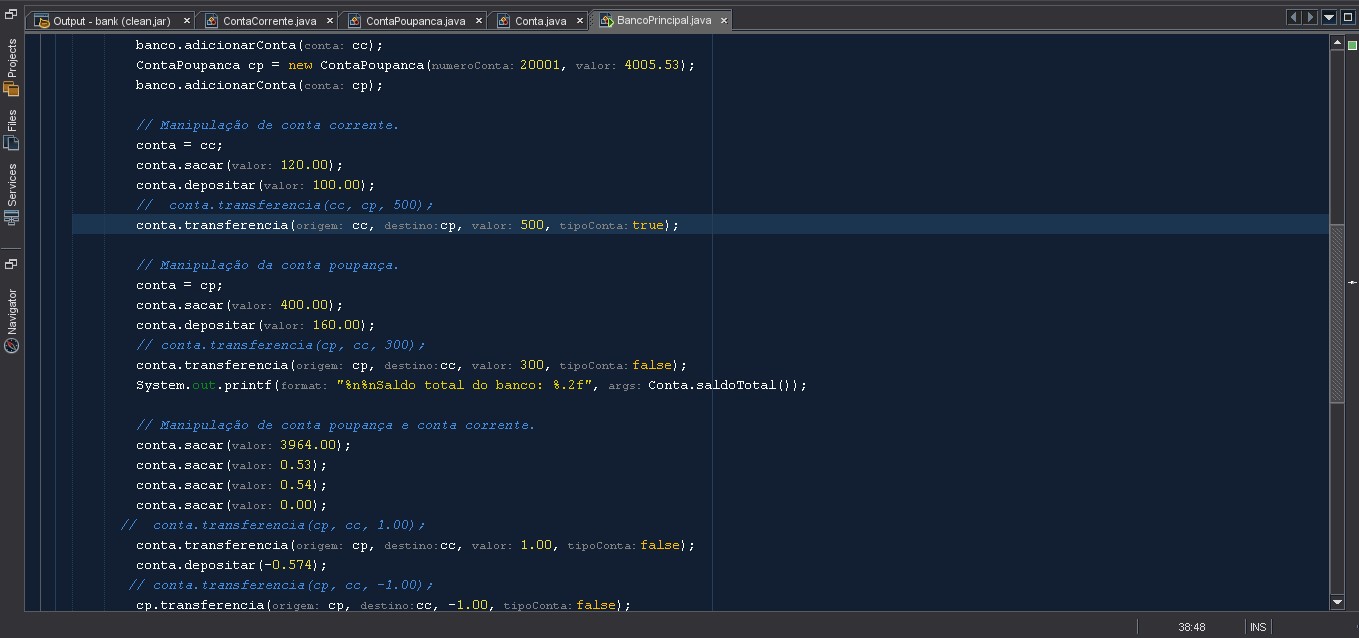 Output - bank (clean,jar) ContaCorrente.java ContaPoupanca.java Conta.java BancoPrincipal.java
Projects
Files
Services
Navigator
banco.adicionarConta(conta: cc);
ContaPoupanca cp = new ContaPoupanca(numeroConta: 20001, valor: 4005.53);
banco.adicionarConta(conta: cp);
// Manipulação de conta corrente.
conta = cc;
conta.sacar(valor: 120.00);
conta.depositar(valor: 100.00);
//  conta.transferencia(cc, cp, 500);
conta.transferencia(origem: cc, destino:cp, valor: 500, tipoConta:true);
// Manipulação da conta poupança.
conta = cp;
conta.sacar(valor: 400.00);
conta.depositar(valor: 160.00);
// conta.transferencia(cp, cc, 300);
conta.transferencia(origem: cp, destino:cc, valor: 300, tipoConta:false);
System.out.printf(format: "%n%nSaldo total do banco: %.2f", args: Conta.saldoTotal());
// Manipulação de conta poupança e conta corrente.
conta.sacar(valor: 3964.00);
conta.sacar(valor: 0.53);
conta.sacar(valor: 0.54);
conta.sacar(valor: 0.00);
//  conta.transferencia(cp, cc, 1.00);
conta.transferencia(origem: cp, destino:cc, valor: 1.00, tipoConta:false);
conta.depositar(-0.574);
// conta.transferencia(cp, cc, -1.00);
cp.transferencia(origem: cp, destino:cc, -1.00, tipoConta:false);
38:48 INS